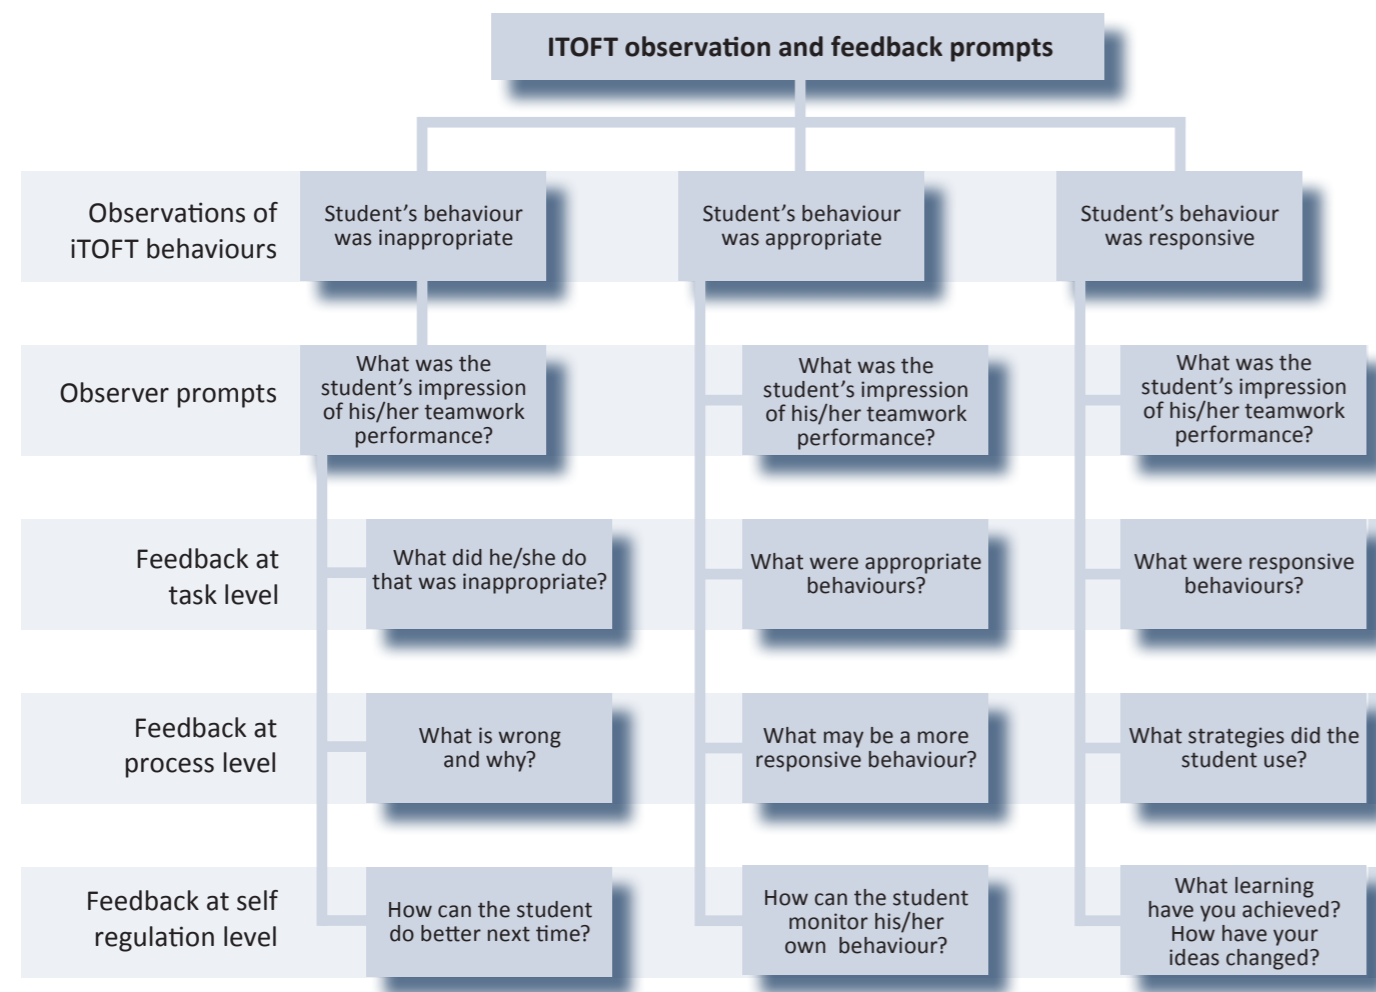 ITOFT observation and feedback prompts
Observations of
iTOFT behaviours
Student's behaviour
was inappropriate
Student's behaviour
was appropriate
Student's behaviour
was responsive
Observer prompts
What was the
student's impression
of his/her teamwork
performance?
What was the
student's impression
of his/her teamwork
performance?
What was the
student's impression
of his/her teamwork
performance?
Feedback at
task level
What did he/she do
that was inappropriate?
What were appropriate
behaviours?
What were responsive
behaviours?
Feedback at
process level
What is wrong
and why?
What may be a more
responsive behaviour?
What strategies did the
student use?
Feedback at self
regulation level
How can the student
do better next time?
How can the student
monitor his/her
own behaviour?
What learning
have you achieved?
How have your
ideas changed?